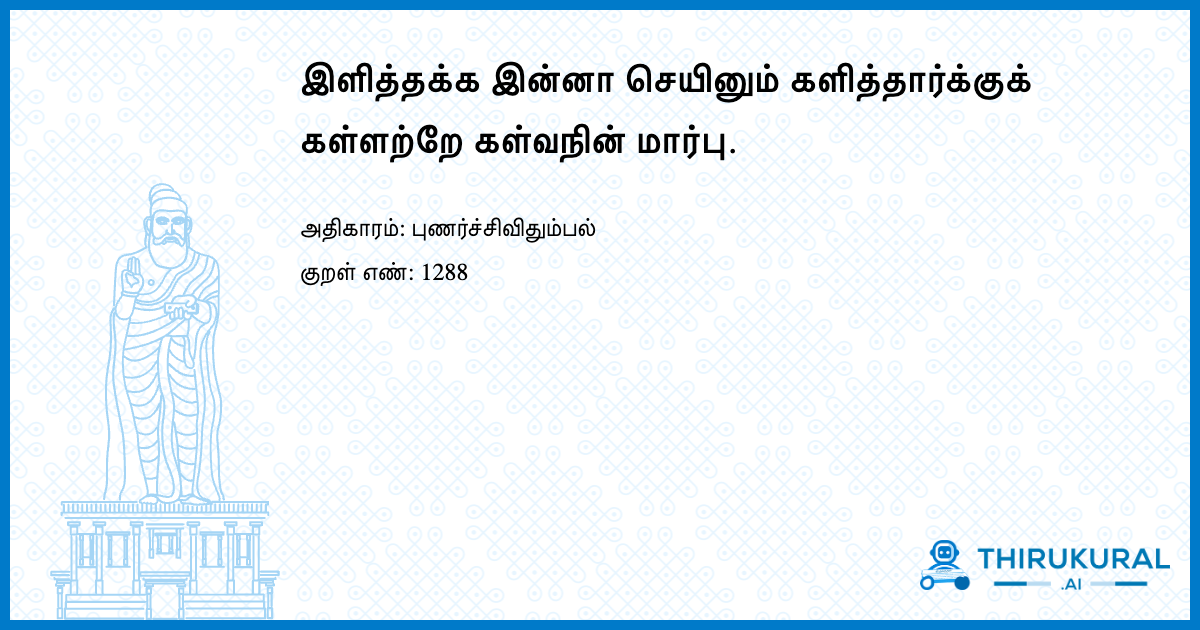 இளித்தக்க இன்னா செயினும் களித்தார்க்குக்
கள்ளற்றே கள்வநின் மார்பு.
அதிகாரம்: புணர்ச்சிவிதும்பல்
குறள் எண்: 1288
THIRUKURAL
.AI